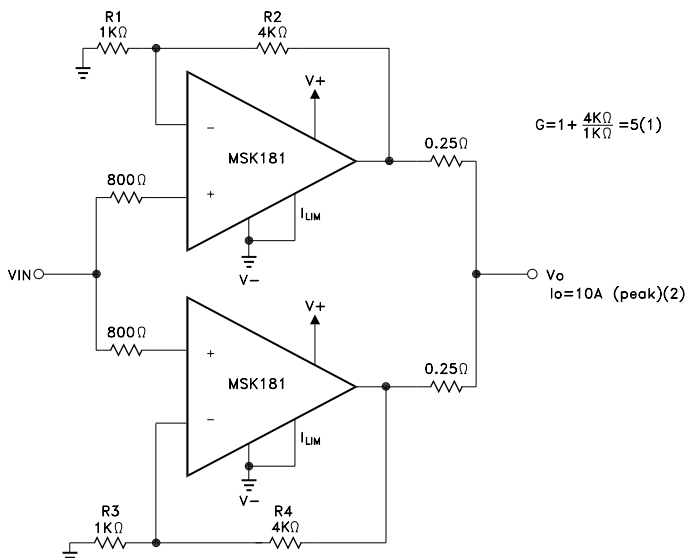 R1
1KΩ
R2
4KΩ
V+
−
MSK181
+
ILIM
V−
0.25Ω
G=1+ 4KΩ/1KΩ =5(1)
800Ω
VIN
Vo
Io=10A (peak)(2)
800Ω
V+
+
MSK181
−
ILIM
V−
0.25Ω
R3
1KΩ
R4
4KΩ